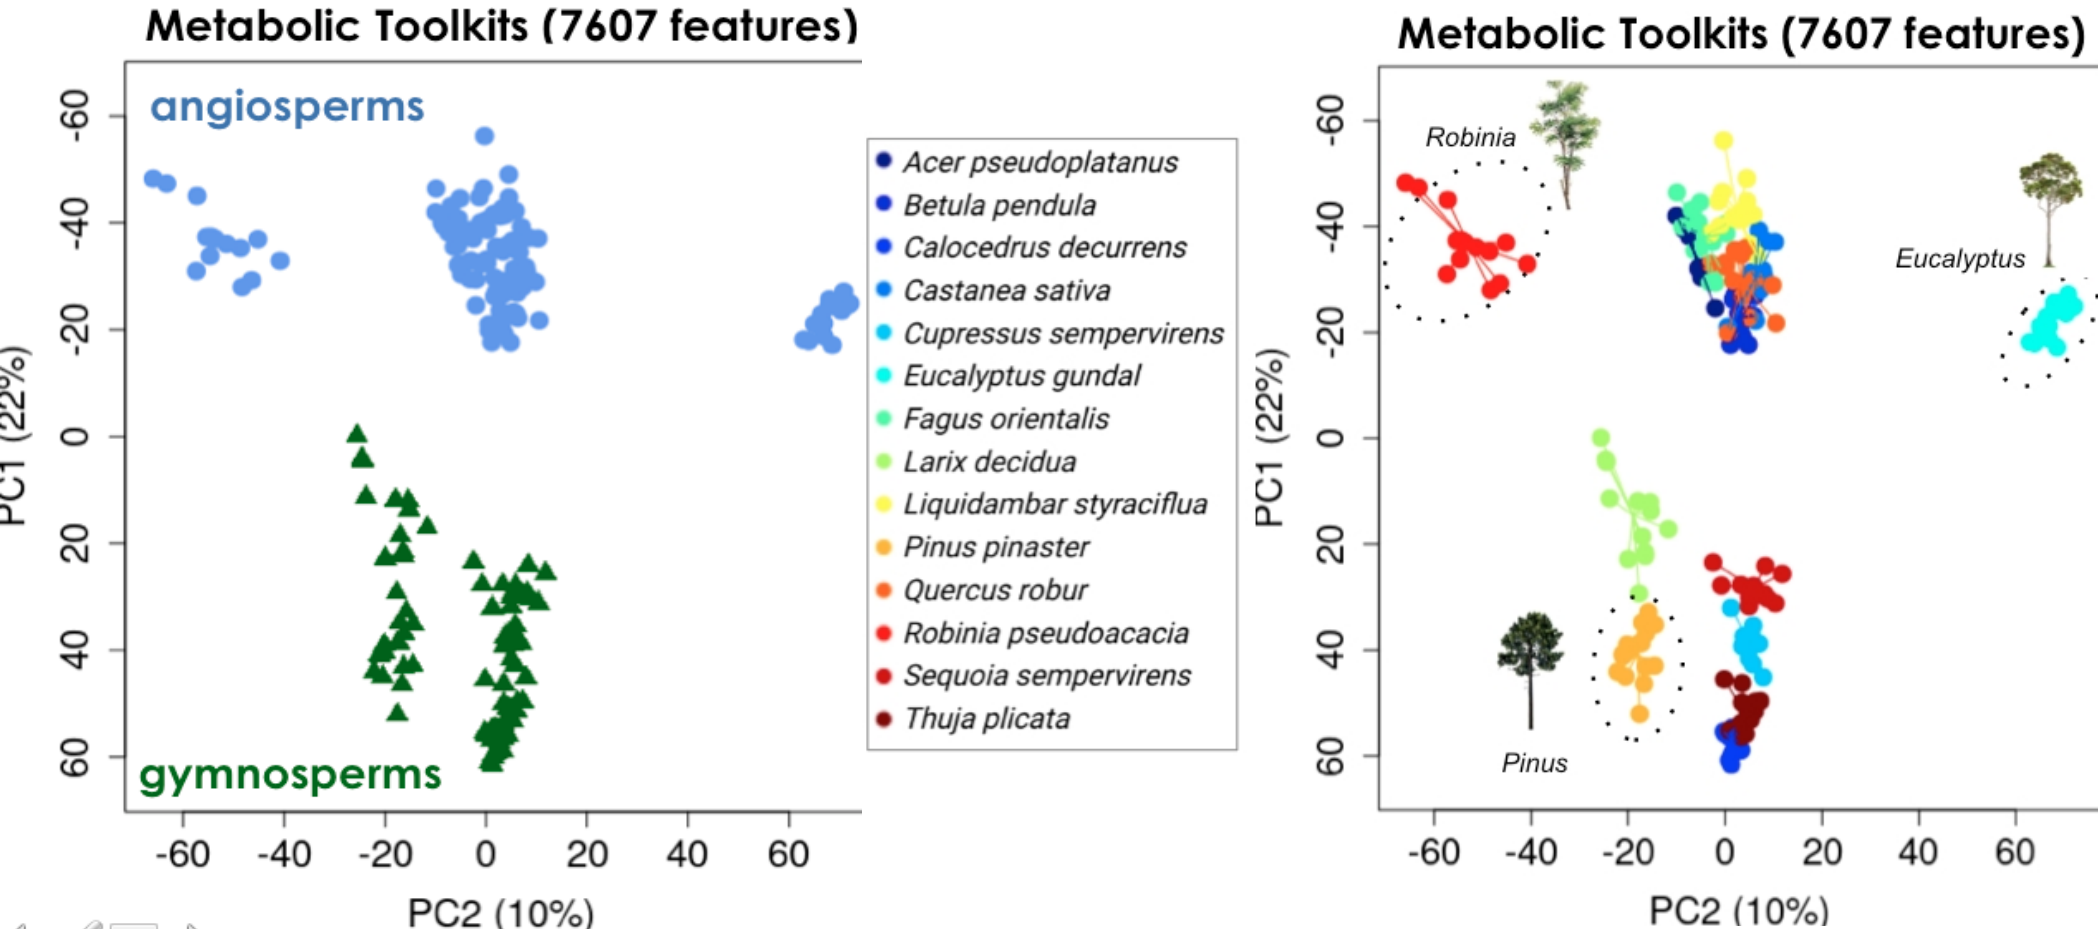 Metabolic Toolkits (7607 features)
angiosperms
gymnosperms
-60
-40
-20
0
20
40
60
PC1 (22%)
-60
-40
-20
0
20
40
60
PC2 (10%)
Acer pseudoplatanus
Betula pendula
Calocedrus decurrens
Castanea sativa
Cupressus sempervirens
Eucalyptus gundal
Fagus orientalis
Larix decidua
Liquidambar styraciflua
Pinus pinaster
Quercus robur
Robinia pseudoacacia
Sequoia sempervirens
Thuja plicata
Metabolic Toolkits (7607 features)
Robinia
Eucalyptus
Pinus
-60
-40
-20
0
20
40
60
PC1 (22%)
-60
-40
-20
0
20
40
60
PC2 (10%)